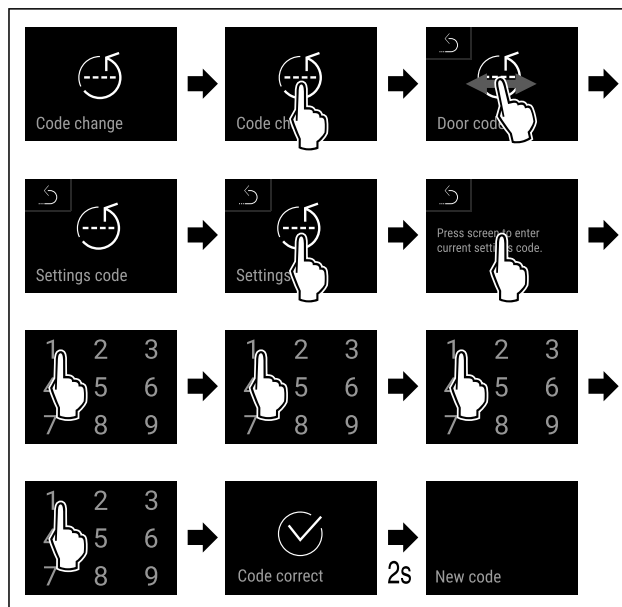 Code change
Code ch
Door code
Settings code
Settings
Press screen to enter
current settings code.
1 2 3
4 5 6
7 8 9
1 2 3
4 5 6
7 8 9
1 2 3
4 5 6
7 8 9
1 2 3
4 5 6
7 8 9
Code correct
2s
New code